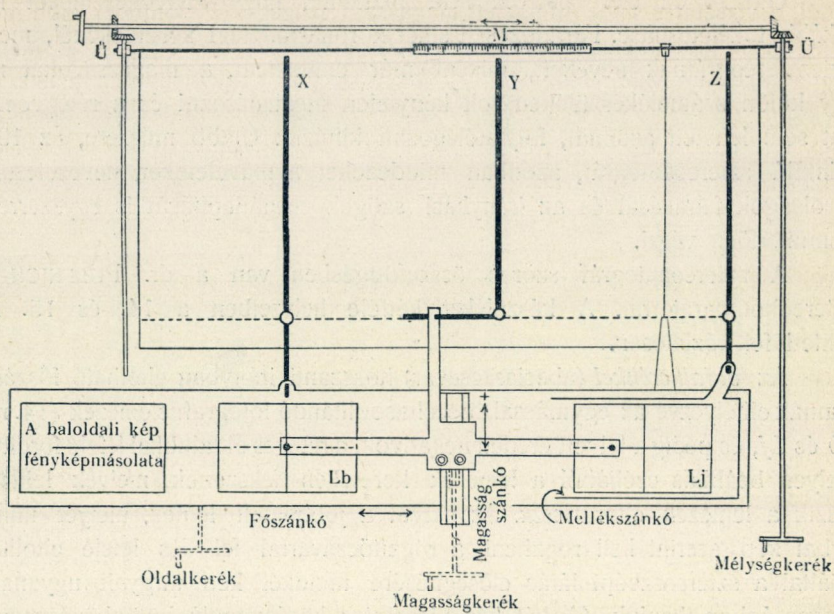 M
Ü
Ü
X
Y
Z
A baloldali kép
fényképmásolata
Lb
Lj
Magasság
szánkó
Főszánkó
Mellékszánkó
Oldalkerék
Magasságkerék
Mélységkerék